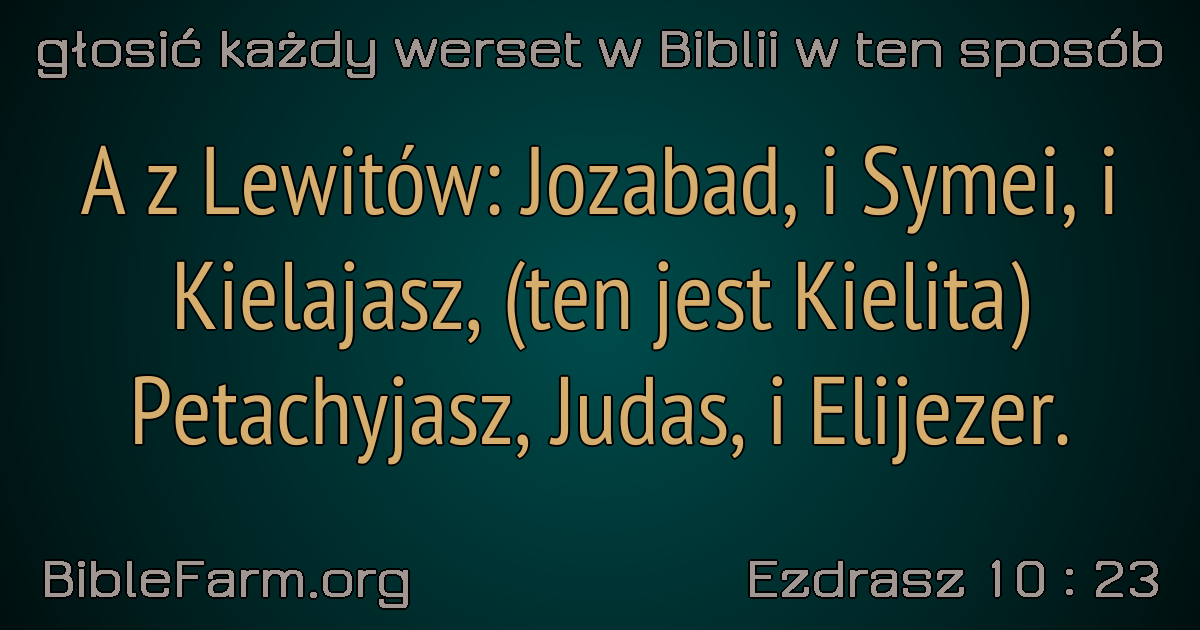 głosić każdy werset w Biblii w ten sposób
A z Lewitów: Jozabad, i Symei, i
Kielajasz, (ten jest Kielita)
Petachyjasz, Judas, i Elijezer.
BibleFarm.org
Ezdrasz 10 : 23